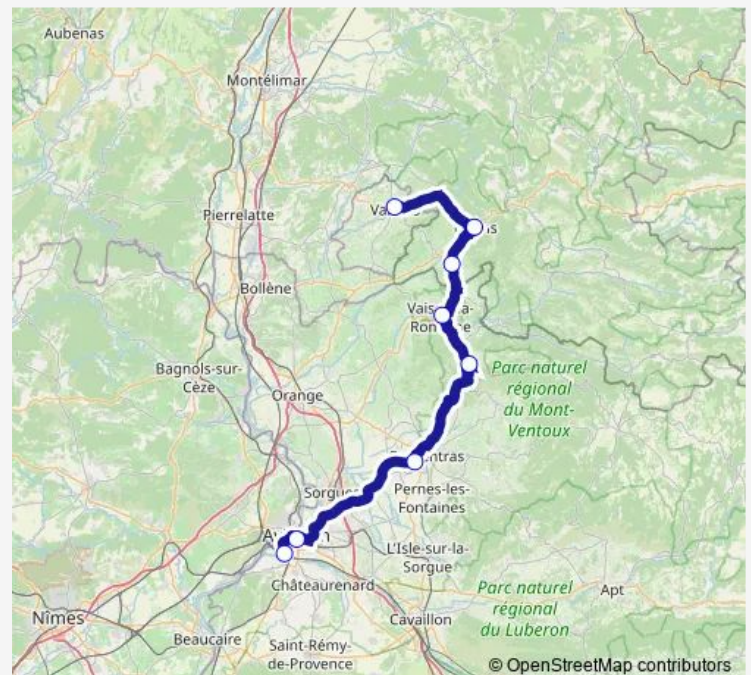 Aubenas
Montélimar
Pierrelatte
Bollène
Bagnols-sur-
Cèze
Parc naturel
régional
du Mont-
Ventoux
Orange
Pernes-les-
Fontaines
L'Isle-sur-la-
Sorgue
Châteaurenard
Parc naturel
régional
du Luberon
Apt
Nîmes
Cavaillon
Beaucaire
Saint-Rémy-
de-Provence
© OpenStreetMap contributors